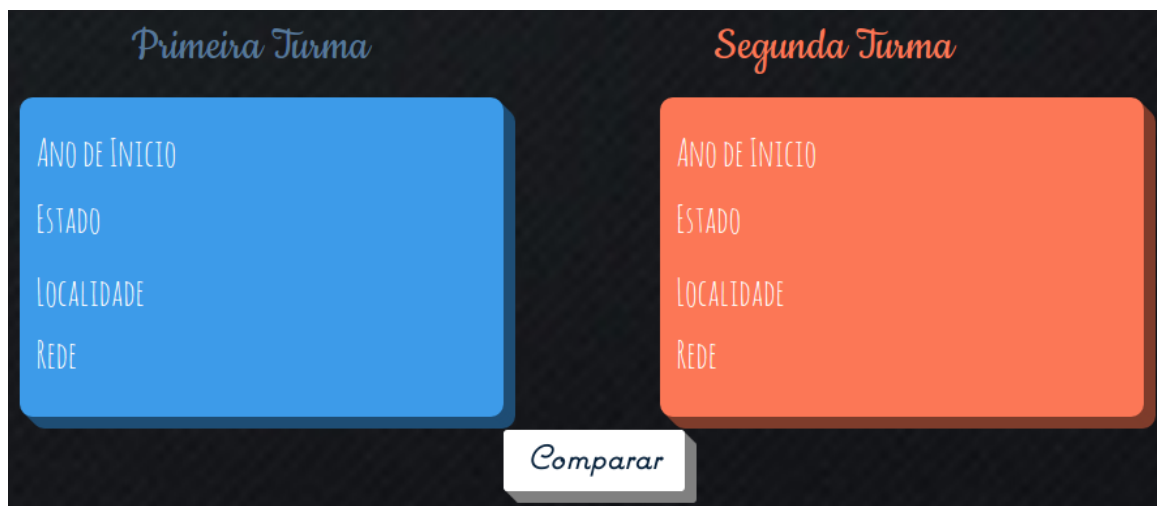 Primeira Turma
Segunda Turma
Ano de Inicio
Estado
Localidade
Rede
Ano de Inicio
Estado
Localidade
Rede
Comparar